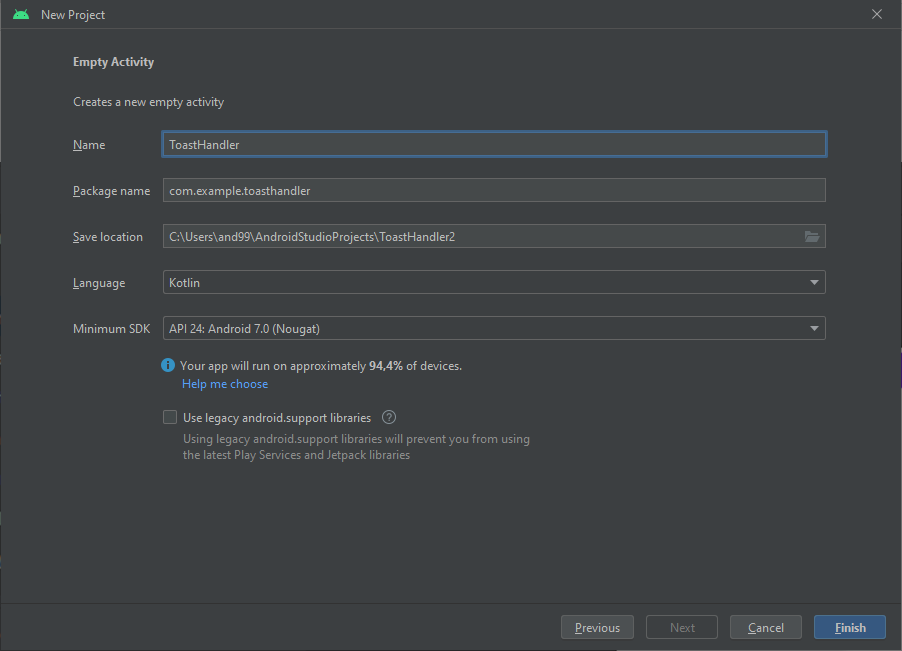 New Project
Empty Activity
Creates a new empty activity
Name ToastHandler
Package name com.example.toasthandler
Save location C:\Users\and99\AndroidStudioProjects\ToastHandler2
Language Kotlin
Minimum SDK API 24: Android 7.0 (Nougat)
Your app will run on approximately 94,4% of devices.
Help me choose
Use legacy android.support libraries ?
Using legacy android.support libraries will prevent you from using
the latest Play Services and Jetpack libraries
Previous Next Cancel Finish